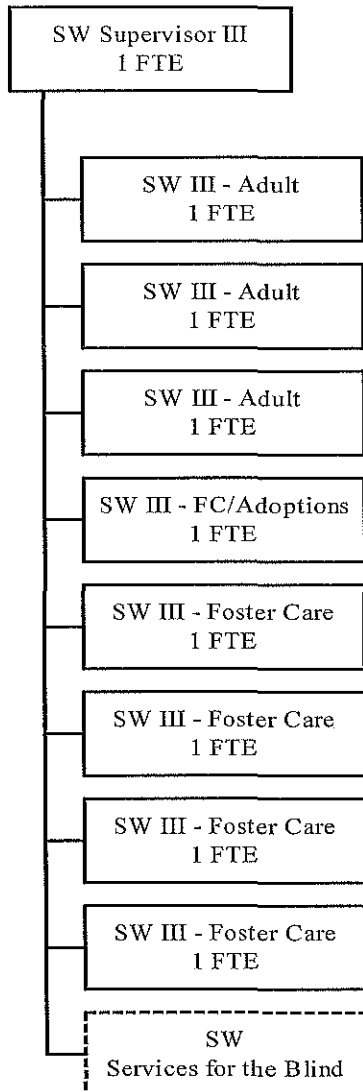 SW Supervisor III
1 FTE
SW III - Adult
1 FTE
SW III - Adult
1 FTE
SW III - Adult
1 FTE
SW III - FC/Adoptions
1 FTE
SW III - Foster Care
1 FTE
SW III - Foster Care
1 FTE
SW III - Foster Care
1 FTE
SW III - Foster Care
1 FTE
SW
Services for the Blind